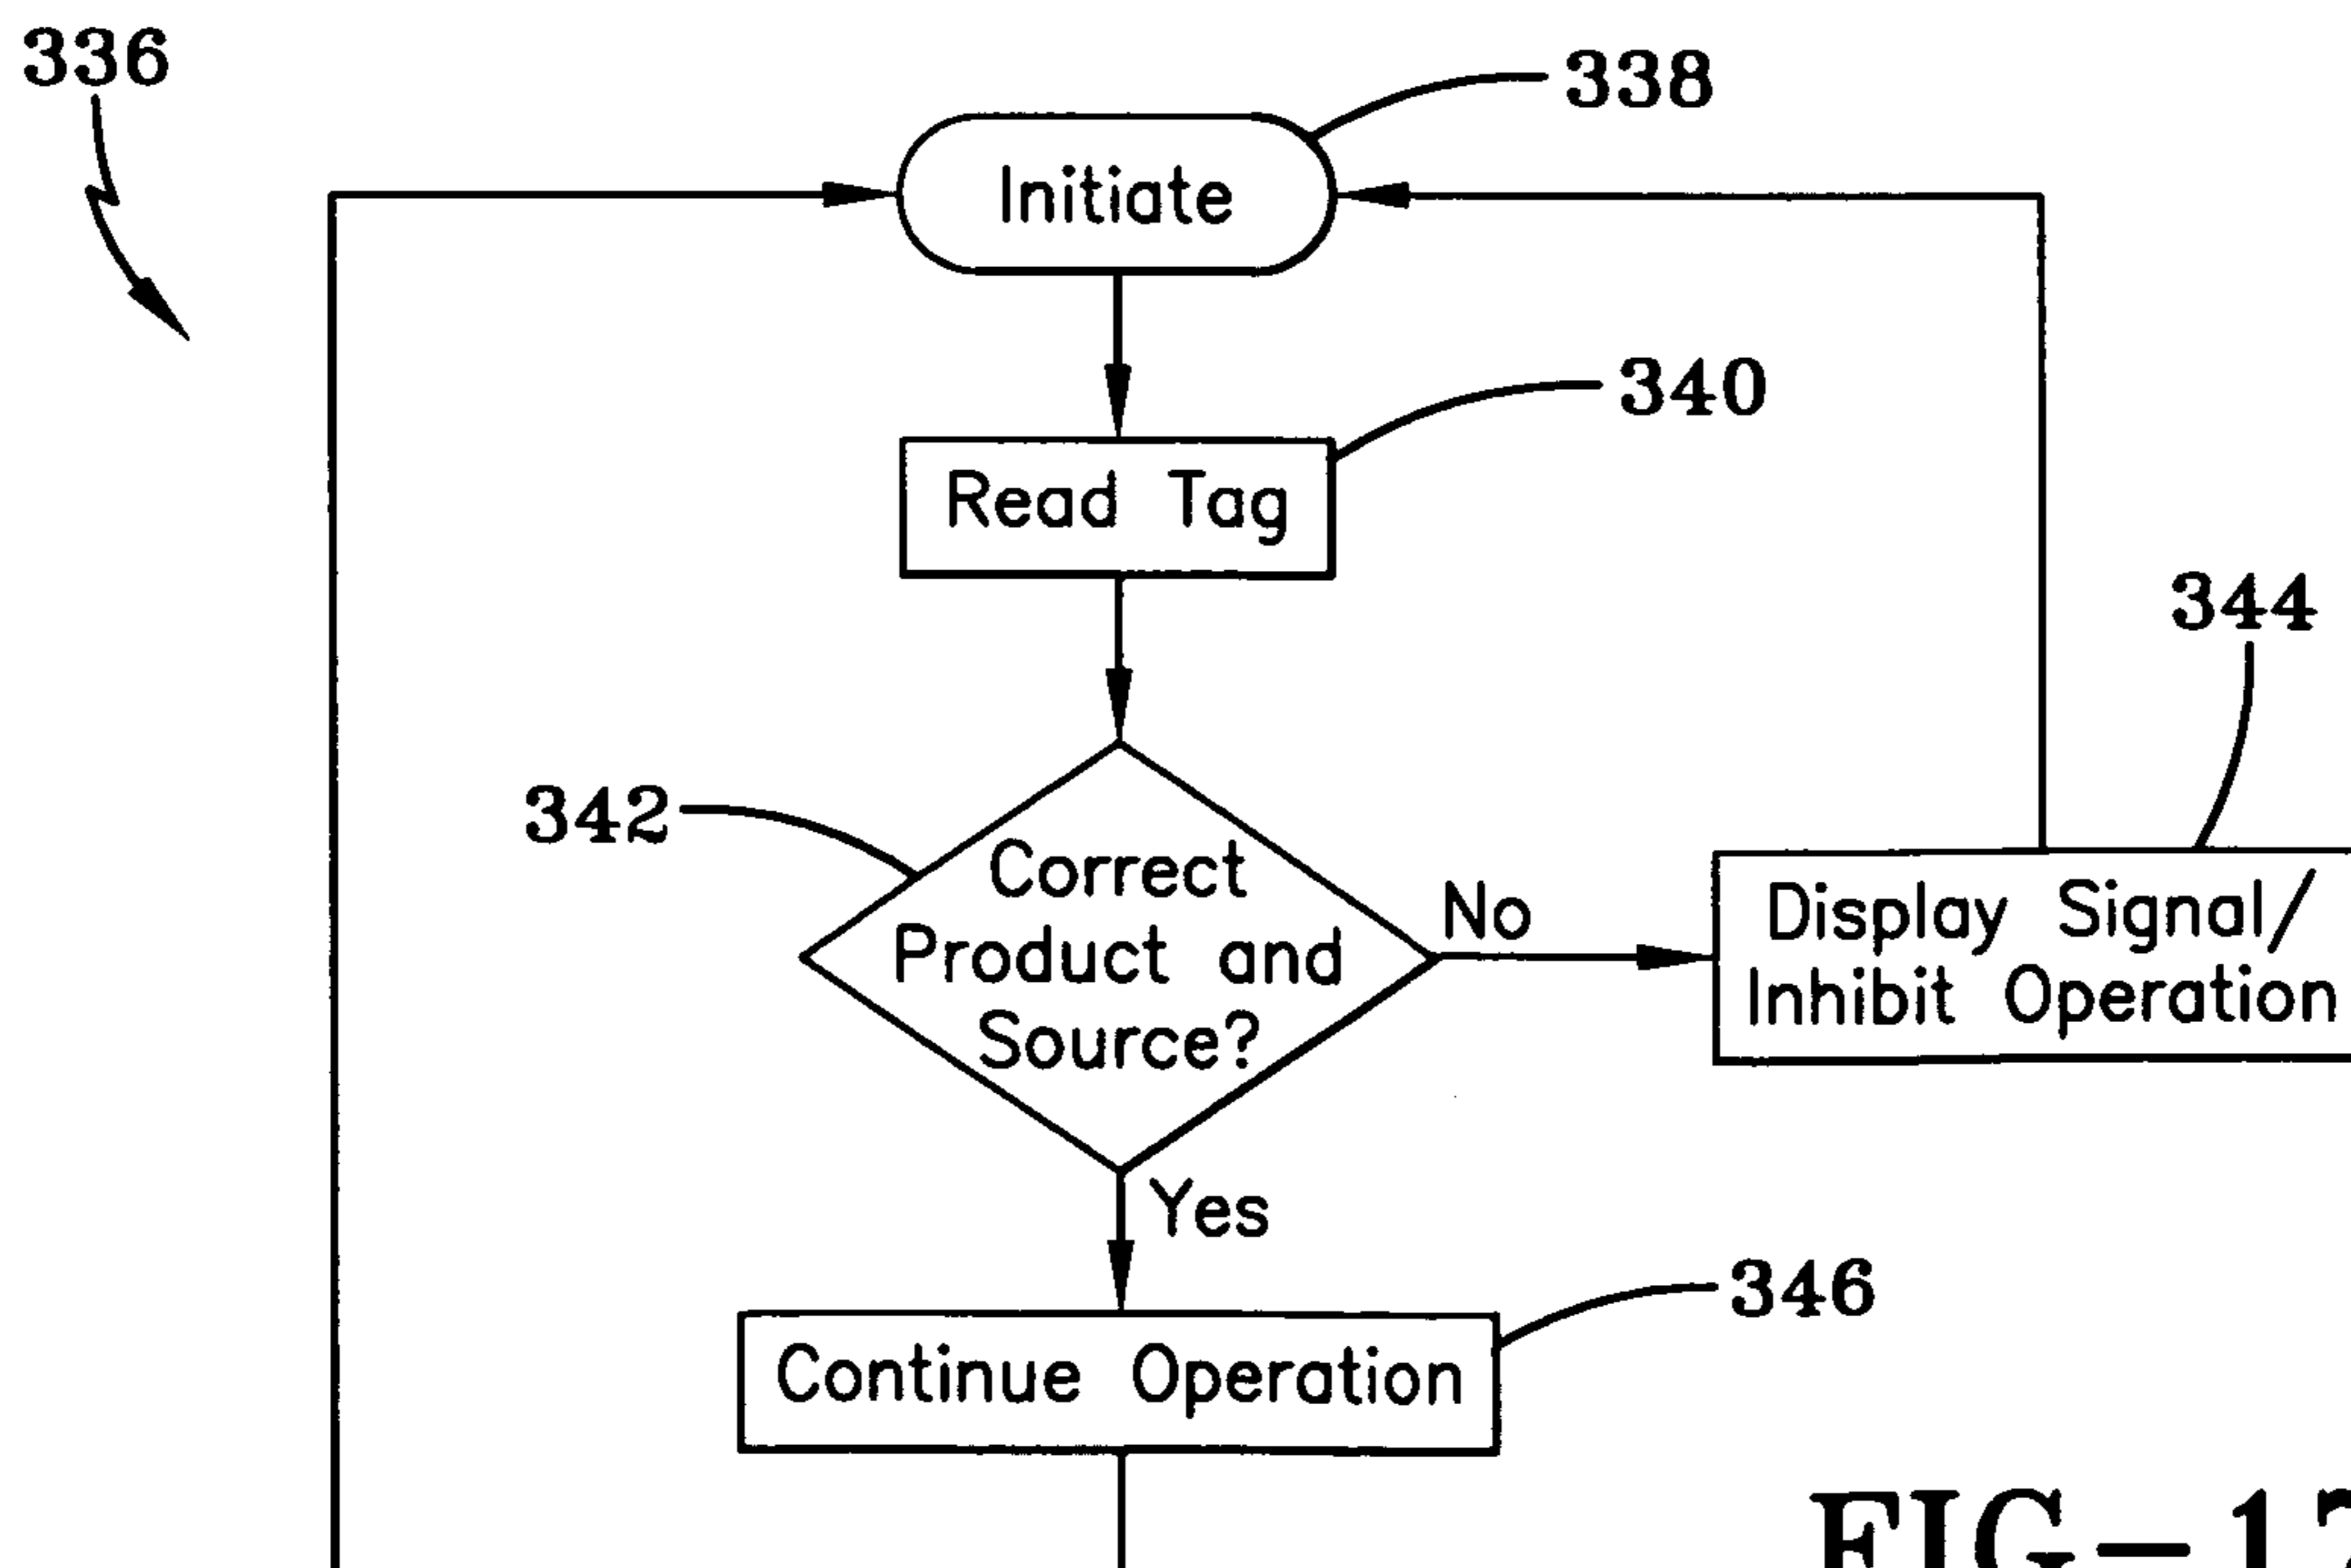 336
338
Initiate
340
Read Tag
344
342
Correct
Product and
Source?
No
Display Signal/
Inhibit Operation
Yes
346
Continue Operation